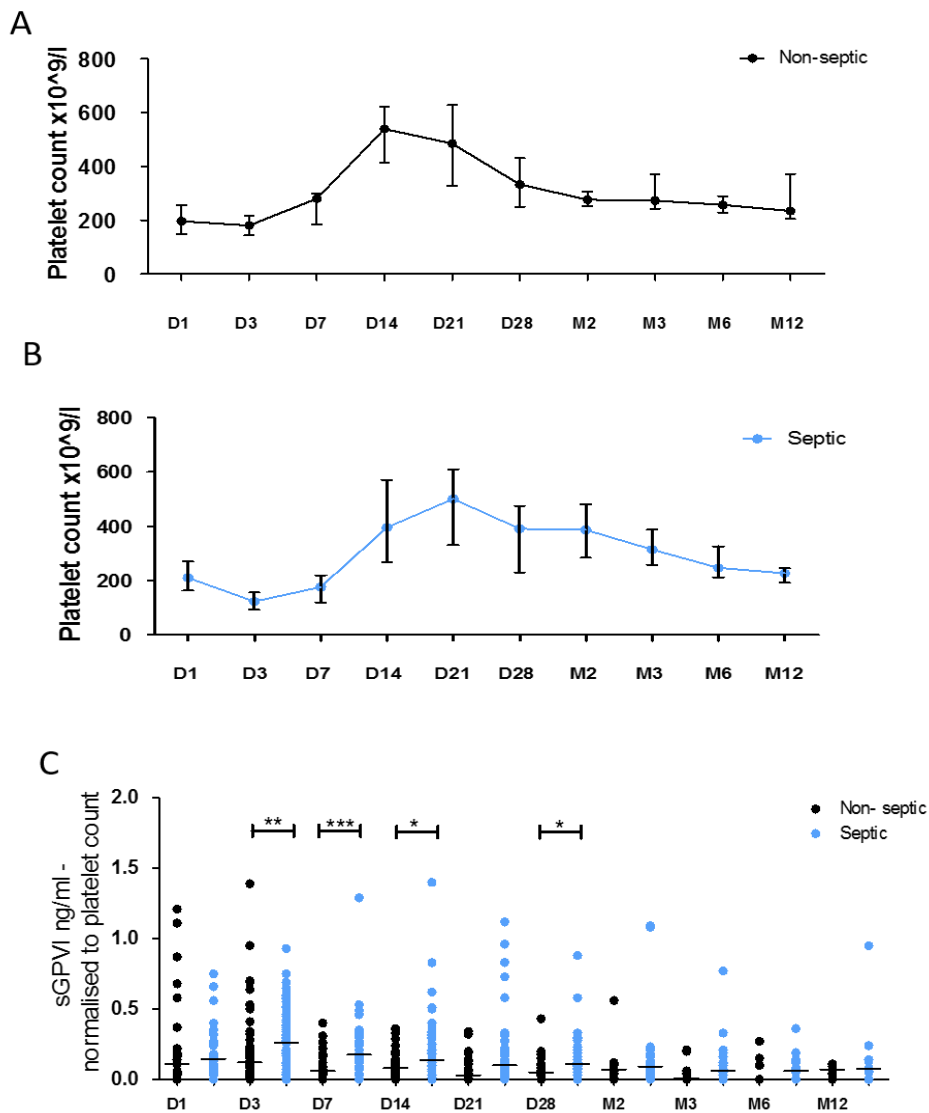 A
Platelet count x10^9/l
800
600
400
200
0
Non-septic
D1 D3 D7 D14 D21 D28 M2 M3 M6 M12
B
Platelet count x10^9/l
800
600
400
200
0
Septic
D1 D3 D7 D14 D21 D28 M2 M3 M6 M12
C
sGPVI ng/ml -
normalised to platelet count
2.0
1.5
1.0
0.5
0.0
** *** * *
Non- septic
Septic
D1 D3 D7 D14 D21 D28 M2 M3 M6 M12